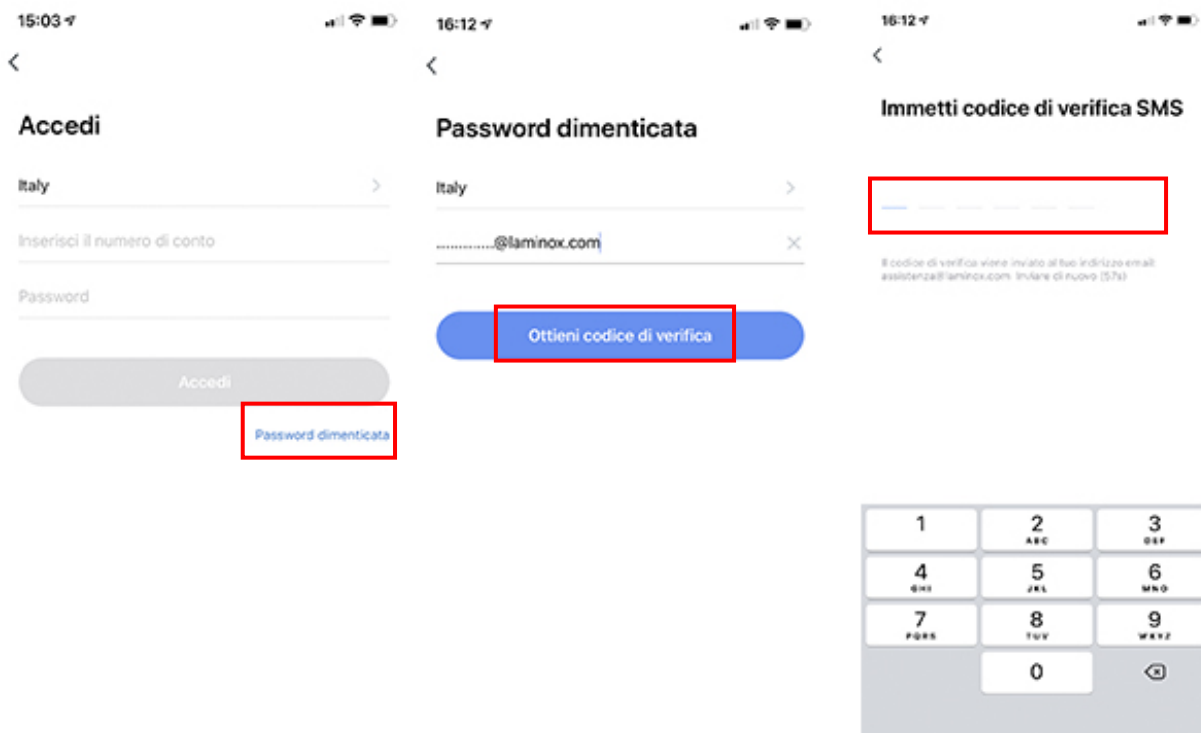 15:03
Accedi
Italy
Inserisci il numero di conto
Password
Accedi
Password dimenticata
16:12
Password dimenticata
Italy
.............@laminox.com
Ottieni codice di verifica
16:12
Immetti codice di verifica SMS
Il codice di verifica viene inviato al tuo indirizzo email:
assistenza@laminox.com Inviare di nuovo (57s)
1
2
3
ABC
DEF
4
5
6
GHI
JKL
MNO
7
8
9
PQRS
TUV
WXYZ
0